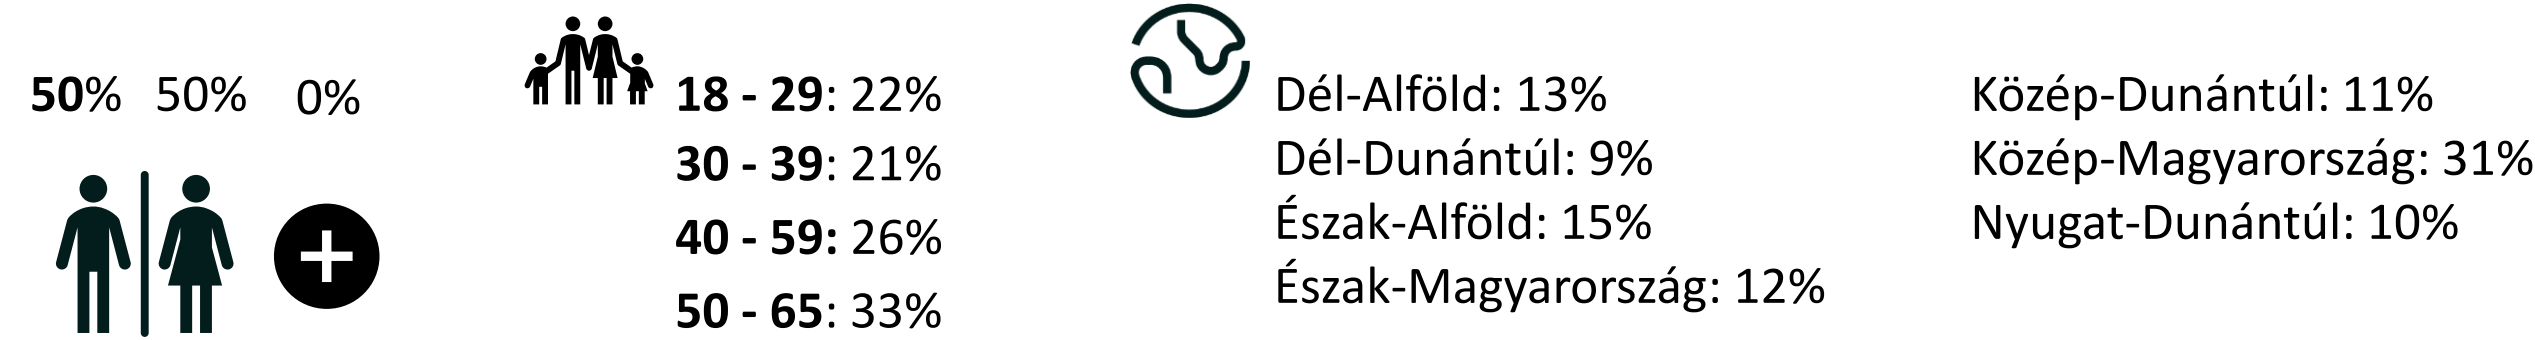 50% 50% 0%
18 - 29: 22%
30 - 39: 21%
40 - 59: 26%
50 - 65: 33%
Dél-Alföld: 13%
Dél-Dunántúl: 9%
Észak-Alföld: 15%
Észak-Magyarország: 12%
Közép-Dunántúl: 11%
Közép-Magyarország: 31%
Nyugat-Dunántúl: 10%